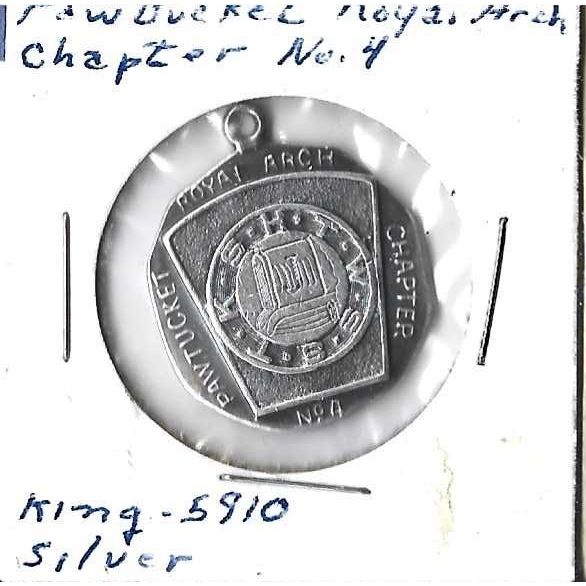 Pawtucket Royal Arch
Chapter No. 4
ROYAL ARCH
CHAPTER
PAWTUCKET
No 4
H·T·W·S·S·T·K·S
King-5910
Silver